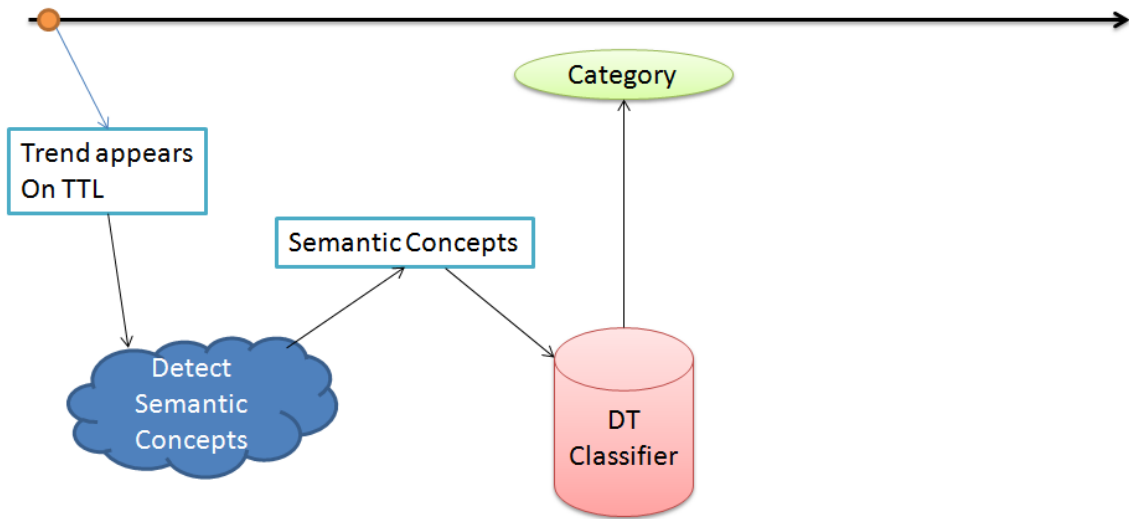 Category
Trend appears
On TTL
Semantic Concepts
Detect
Semantic
Concepts
DT
Classifier